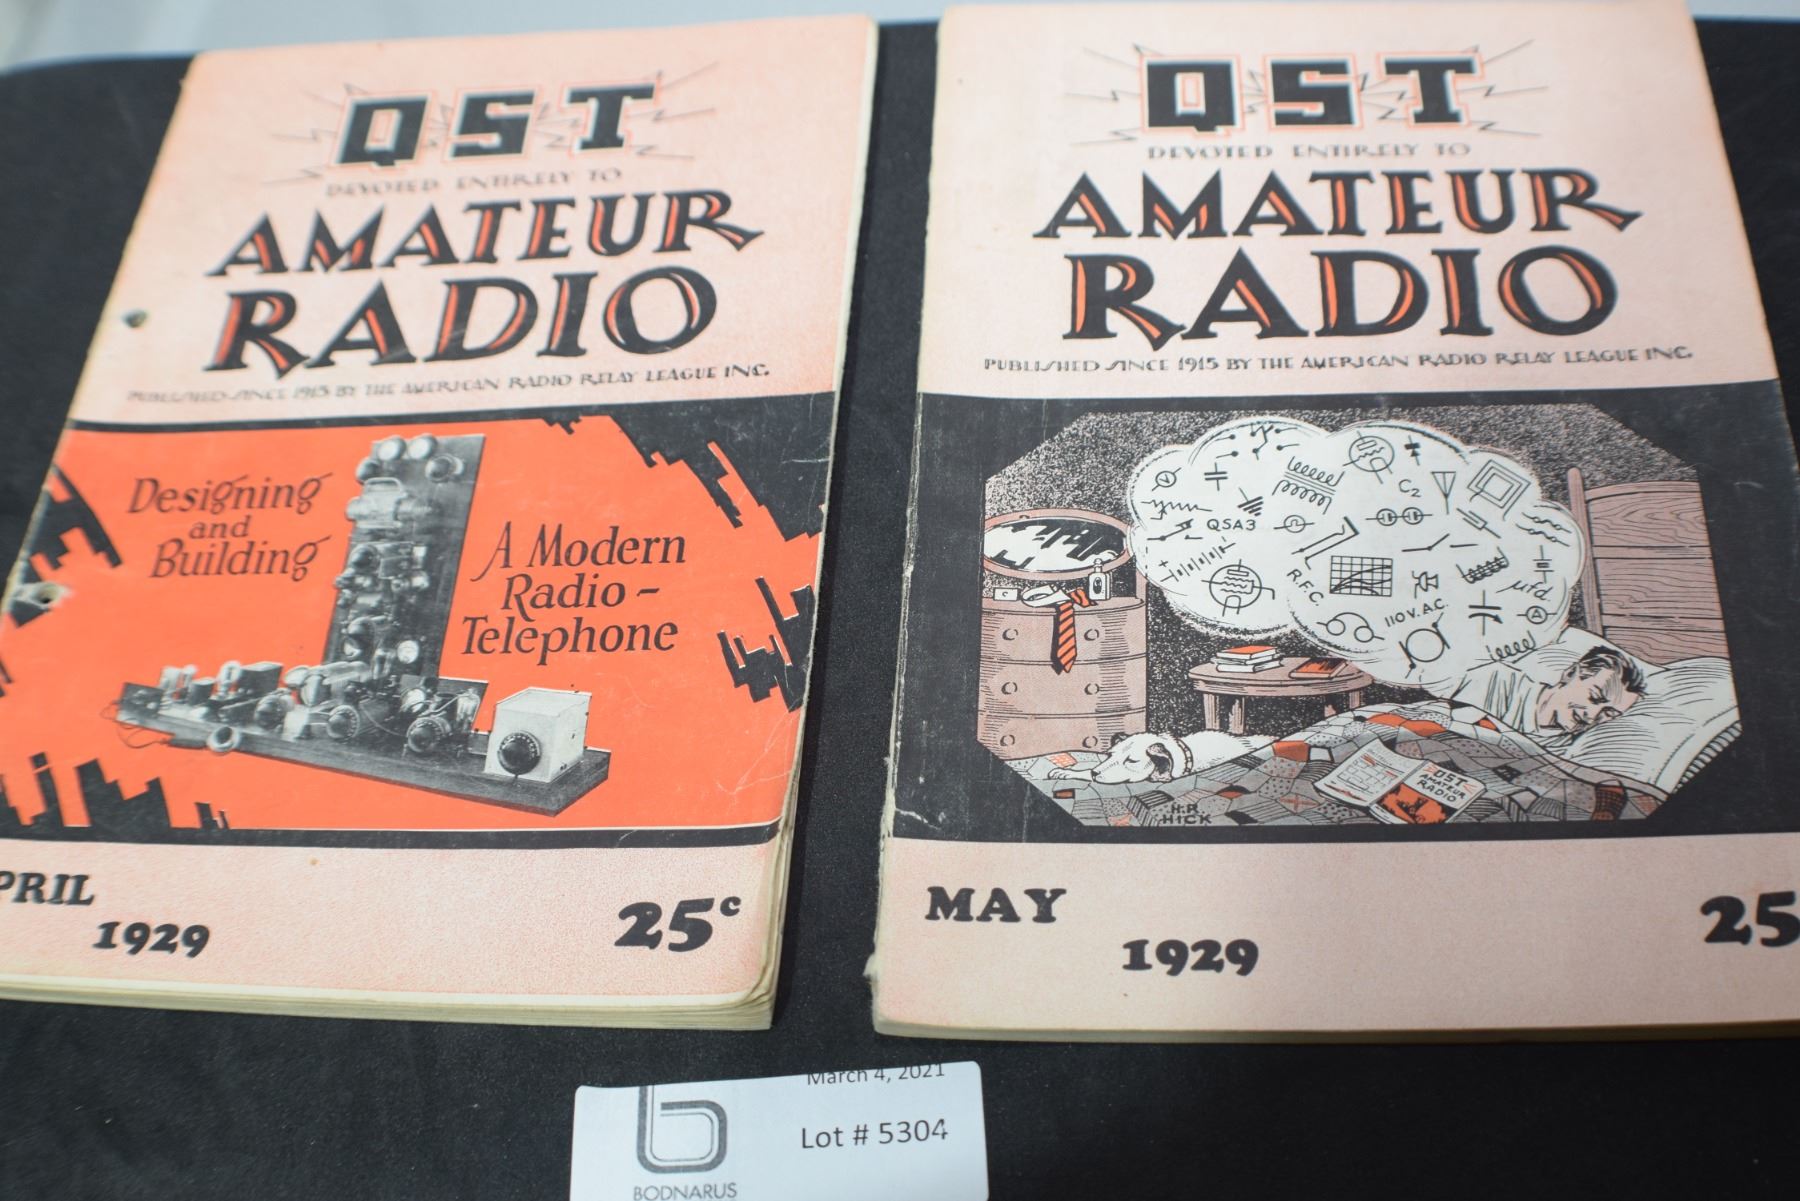 QST
DEVOTED ENTIRELY TO
AMATEUR
RADIO
PUBLISHED SINCE 1915 BY THE AMERICAN RADIO RELAY LEAGUE INC.
Designing
and
Building
A Modern
Radio -
Telephone
PRIL
1929
25c
QST
DEVOTED ENTIRELY TO
AMATEUR
RADIO
PUBLISHED SINCE 1915 BY THE AMERICAN RADIO RELAY LEAGUE INC.
C2
QSA3
R.F.C.
110 V. A.C.
μfd.
A
QST
AMATEUR
RADIO
H.R.
HICK
MAY
1929
25
March 4, 2021
Lot # 5304
BODNARUS